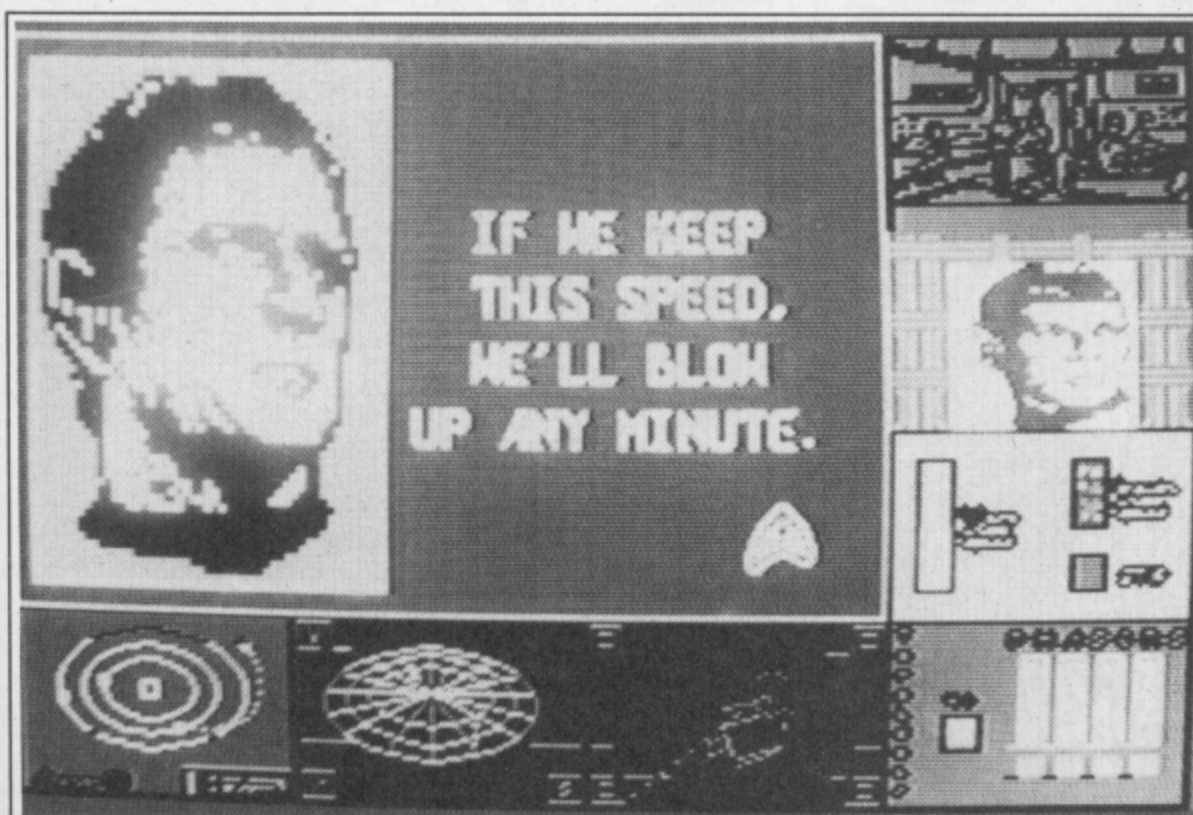 IF WE KEEP
THIS SPEED,
WE'LL BLOW
UP ANY MINUTE.
PHASERS